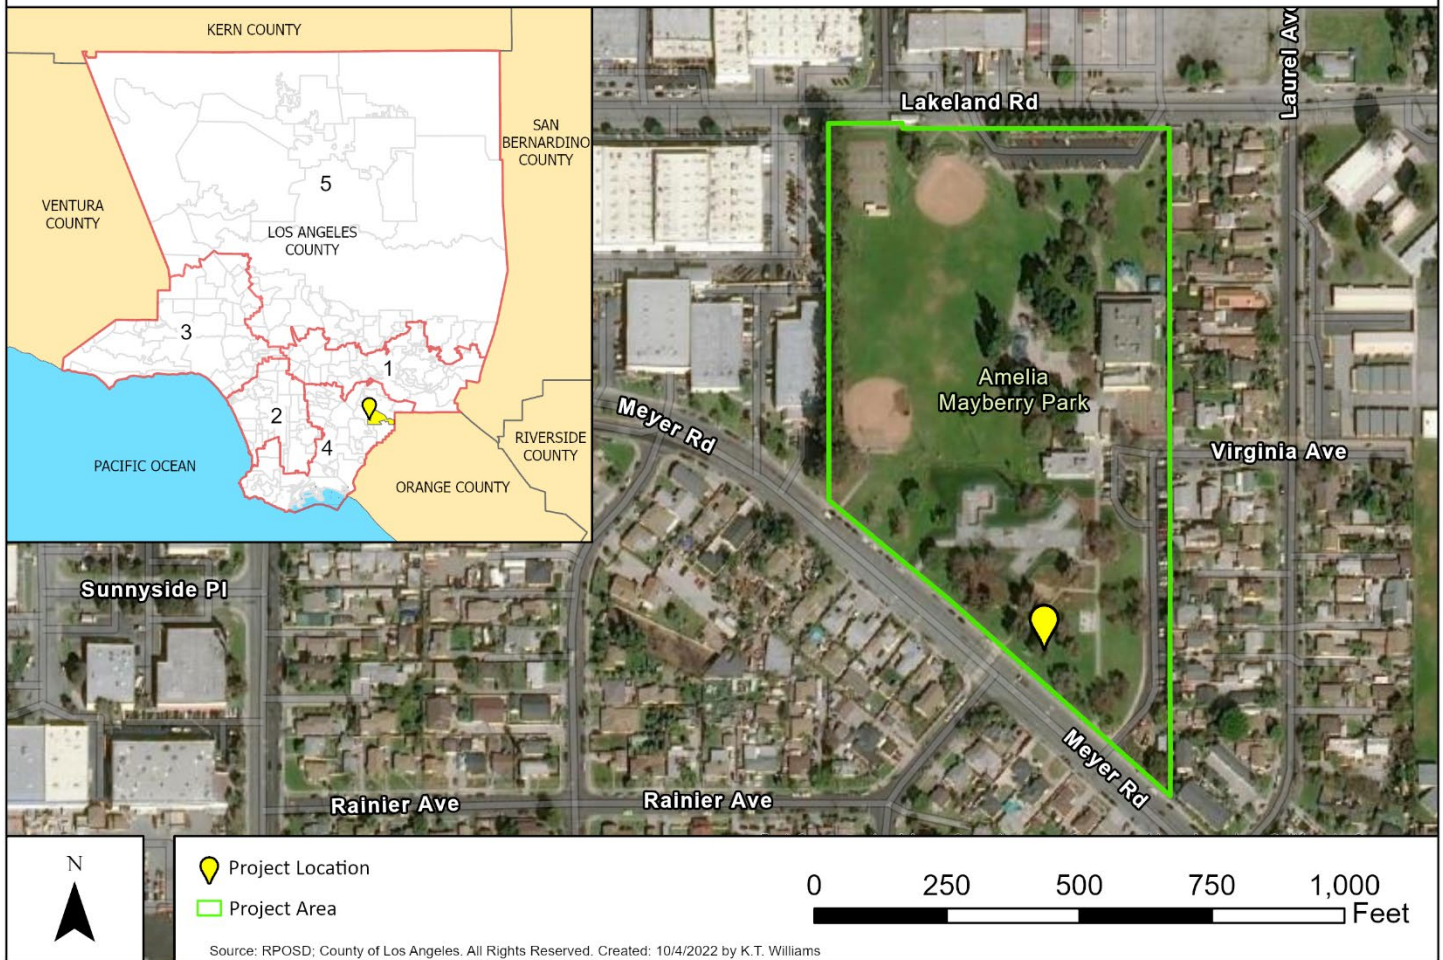 KERN COUNTY
SAN
BERNARDINO
COUNTY
5
VENTURA
COUNTY
LOS ANGELES
COUNTY
3
1
2
4
RIVERSIDE
COUNTY
PACIFIC OCEAN
ORANGE COUNTY
Lakeland Rd
Laurel Ave
Amelia
Mayberry Park
Meyer Rd
Virginia Ave
Sunnyside Pl
Meyer Rd
Rainier Ave
Rainier Ave
N
Project Location
Project Area
0 250 500 750 1,000
Feet
Source: RPOSD; County of Los Angeles. All Rights Reserved. Created: 10/4/2022 by K.T. Williams